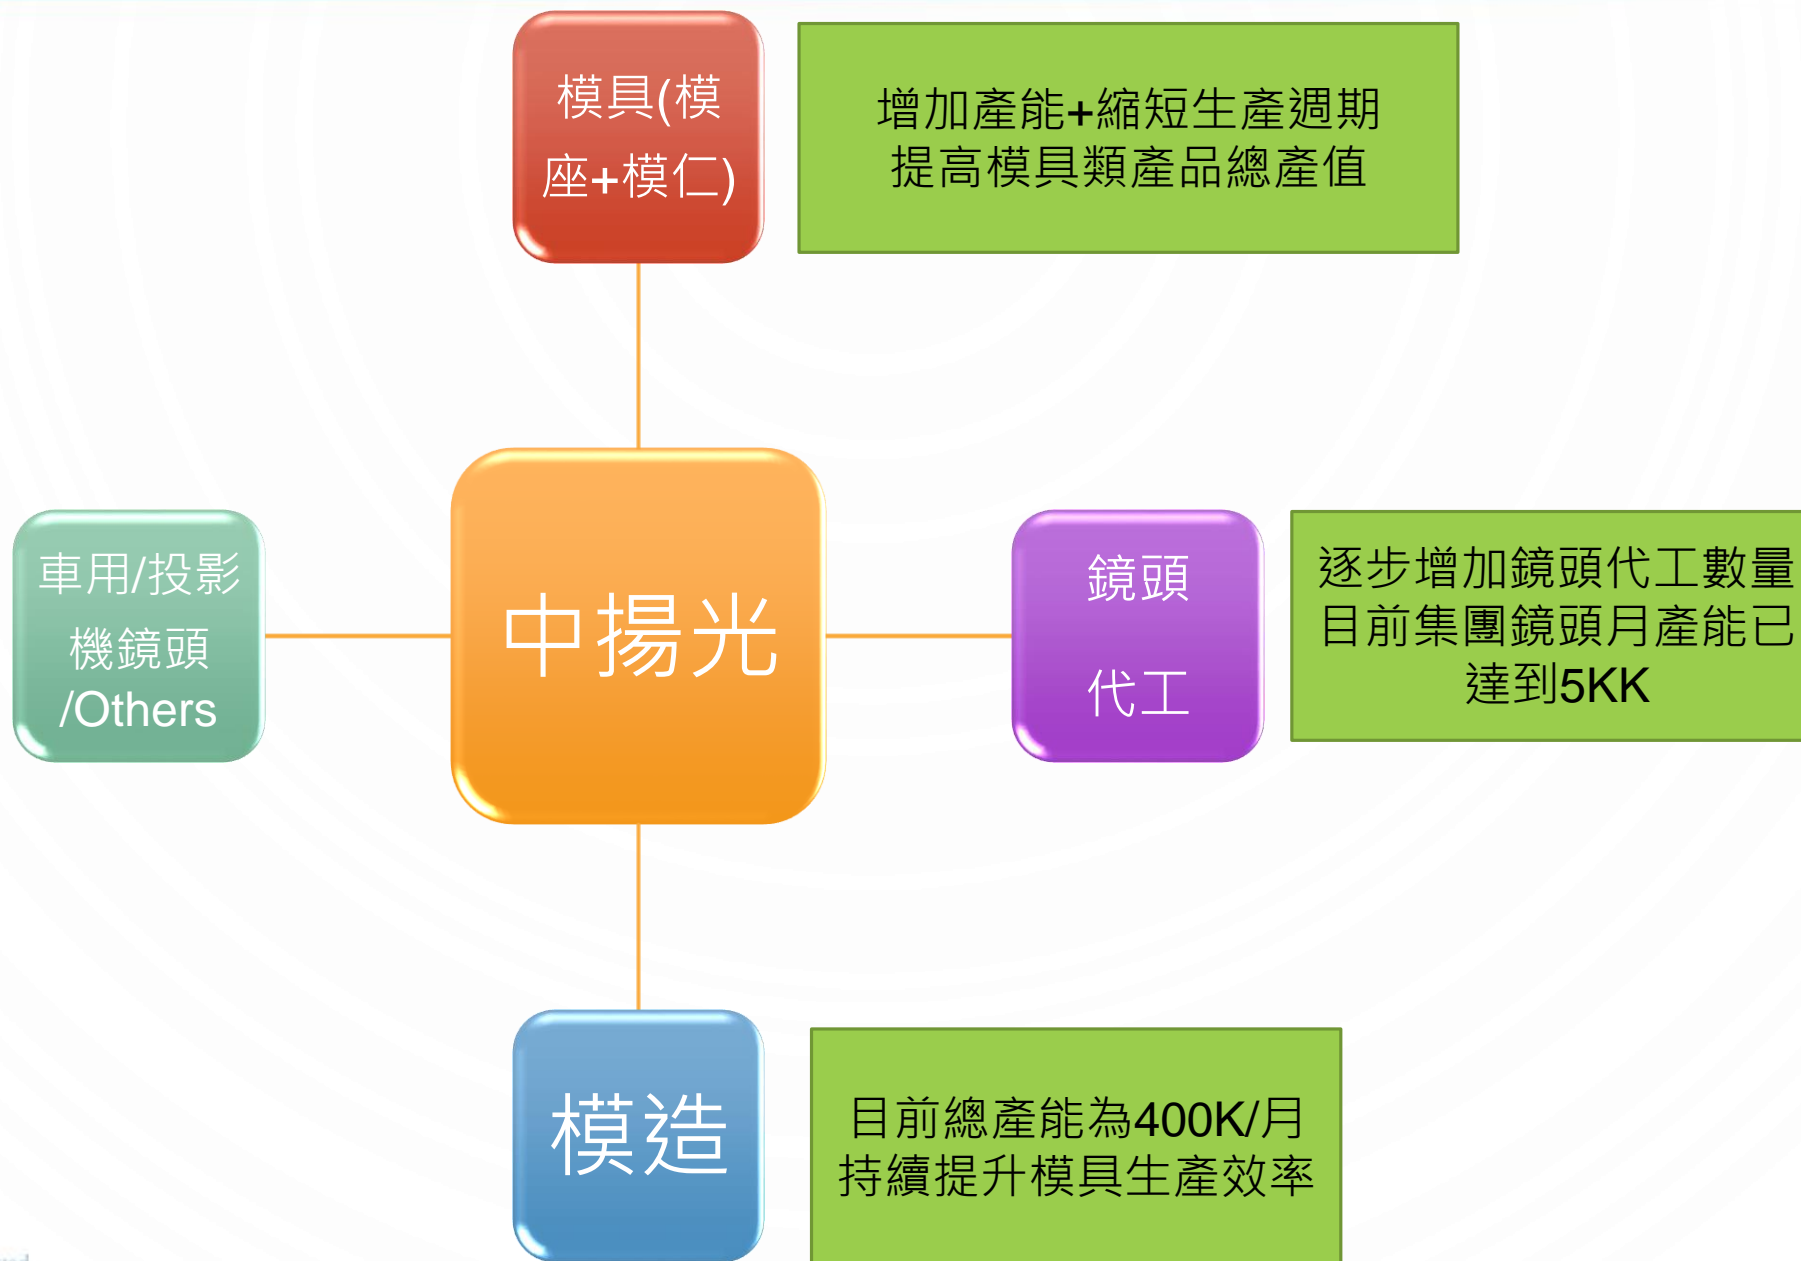 模具(模
座+模仁)
增加產能+縮短生產週期
提高模具類產品總產值
車用/投影
機鏡頭
/Others
中揚光
鏡頭
代工
逐步增加鏡頭代工數量
目前集團鏡頭月產能已
達到5KK
模造
目前總產能為400K/月
持續提升模具生產效率